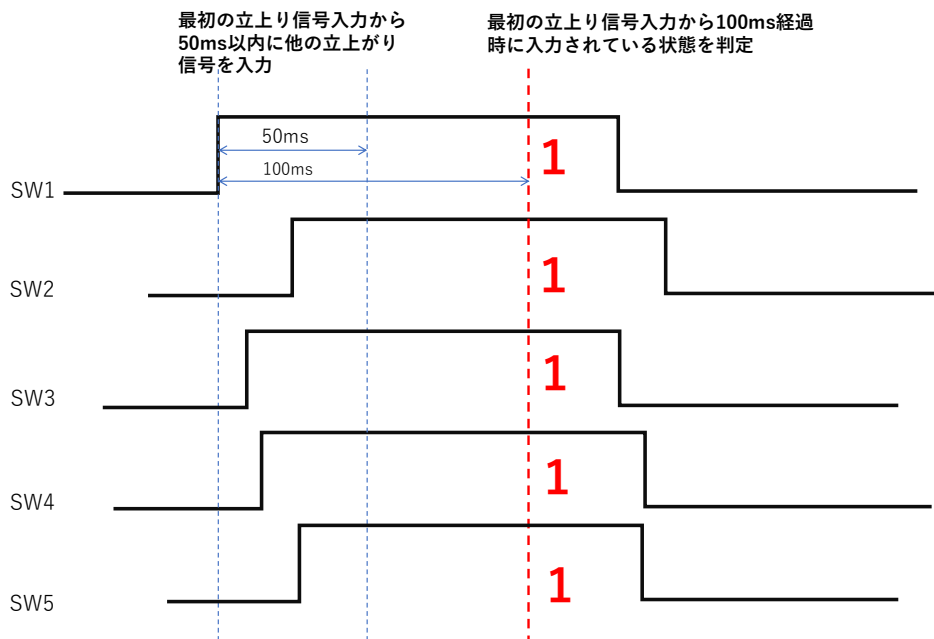 最初の立上り信号入力から
50ms以内に他の立上がり
信号を入力
最初の立上り信号入力から100ms経過
時に入力されている状態を判定
50ms
100ms
1
SW1
1
SW2
1
SW3
1
SW4
1
SW5